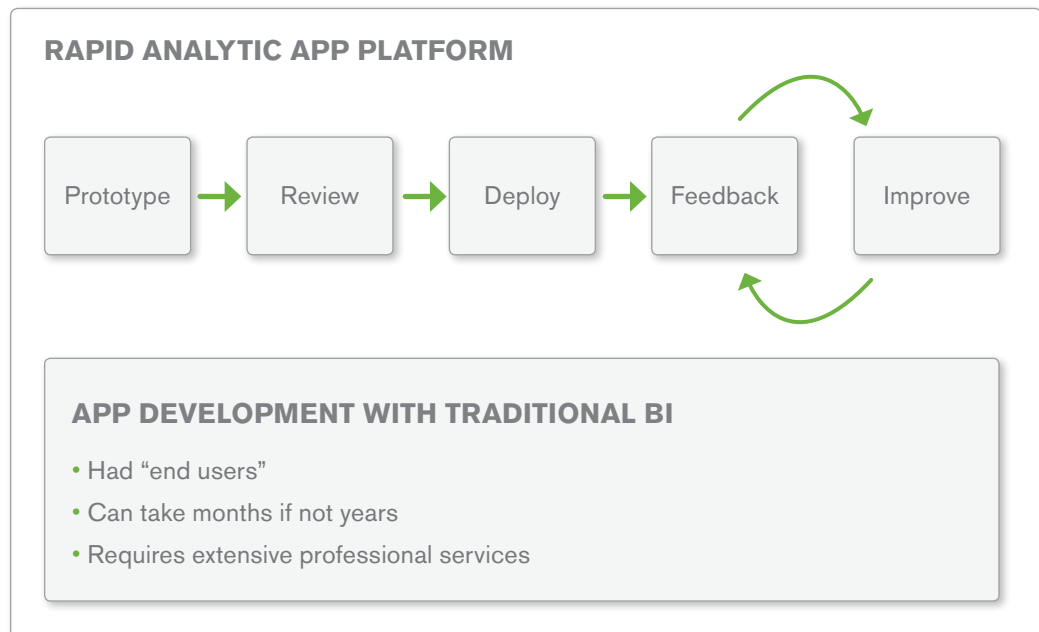 RAPID ANALYTIC APP PLATFORM
Prototype
Review
Deploy
Feedback
Improve
APP DEVELOPMENT WITH TRADITIONAL BI
• Had “end users”
• Can take months if not years
• Requires extensive professional services